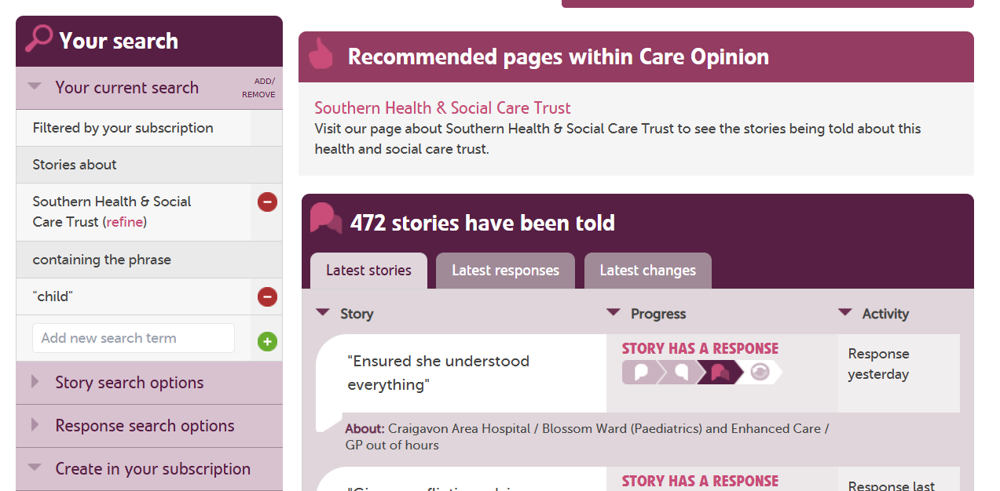 Your search
Your current search
ADD/
REMOVE
Filtered by your subscription
Stories about
Southern Health & Social
Care Trust (refine)
containing the phrase
"child"
Add new search term
Story search options
Response search options
Create in your subscription
Recommended pages within Care Opinion
Southern Health & Social Care Trust
Visit our page about Southern Health & Social Care Trust to see the stories being told about this
health and social care trust.
472 stories have been told
Latest stories
Latest responses
Latest changes
Story
Progress
Activity
"Ensured she understood
everything"
STORY HAS A RESPONSE
Response
yesterday
About: Craigavon Area Hospital / Blossom Ward (Paediatrics) and Enhanced Care /
GP out of hours
STORY HAS A RESPONSE
Response last